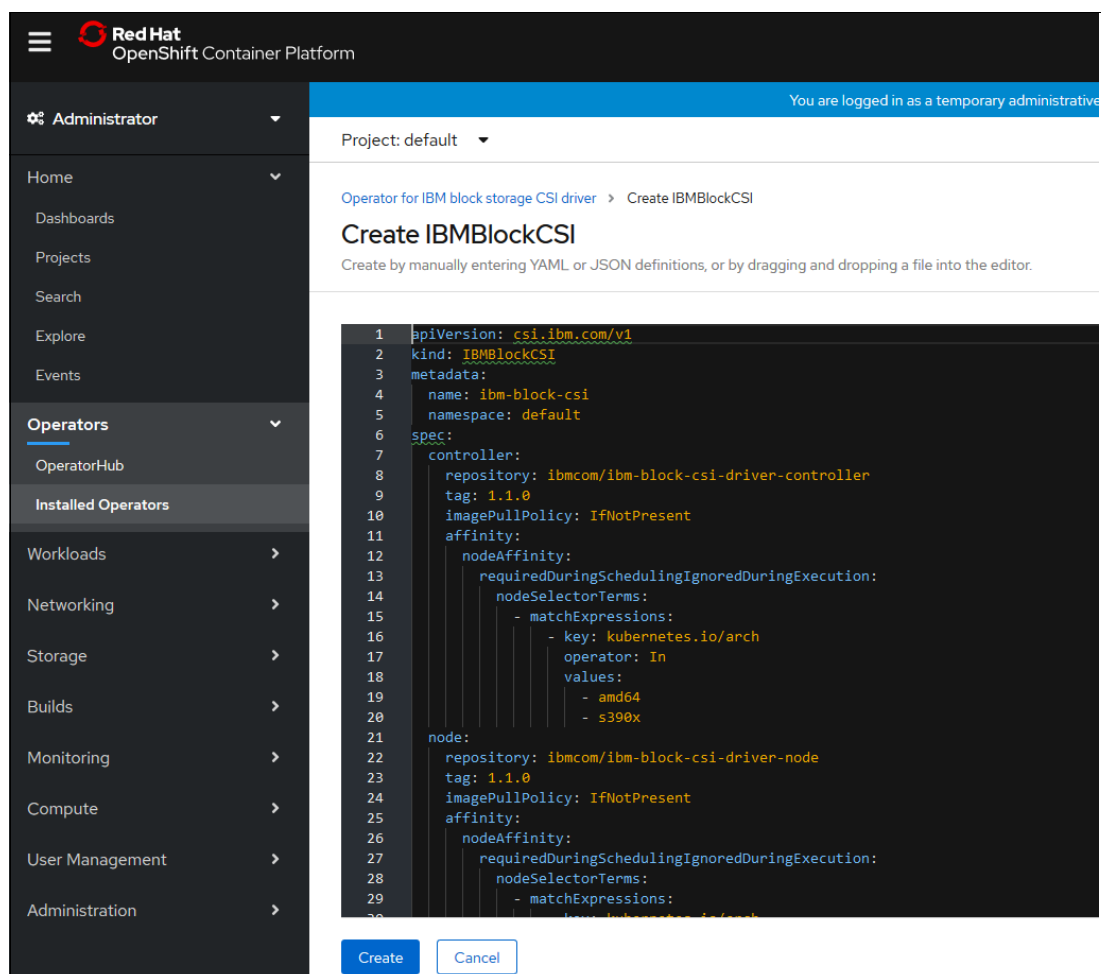 Red Hat
OpenShift Container Platform
Administrator
Home
Dashboards
Projects
Search
Explore
Events
Operators
OperatorHub
Installed Operators
Workloads
Networking
Storage
Builds
Monitoring
Compute
User Management
Administration
You are logged in as a temporary administrative
Project: default
Operator for IBM block storage CSI driver > Create IBMBlockCSI
Create IBMBlockCSI
Create by manually entering YAML or JSON definitions, or by dragging and dropping a file into the editor.
1 apiVersion: csi.ibm.com/v1
2 kind: IBMBlockCSI
3 metadata:
4   name: ibm-block-csi
5   namespace: default
6 spec:
7   controller:
8     repository: ibmcom/ibm-block-csi-driver-controller
9     tag: 1.1.0
10     imagePullPolicy: IfNotPresent
11     affinity:
12       nodeAffinity:
13         requiredDuringSchedulingIgnoredDuringExecution:
14           nodeSelectorTerms:
15             - matchExpressions:
16                 - key: kubernetes.io/arch
17                   operator: In
18                   values:
19                     - amd64
20                     - s390x
21   node:
22     repository: ibmcom/ibm-block-csi-driver-node
23     tag: 1.1.0
24     imagePullPolicy: IfNotPresent
25     affinity:
26       nodeAffinity:
27         requiredDuringSchedulingIgnoredDuringExecution:
28           nodeSelectorTerms:
29             - matchExpressions:
Create
Cancel